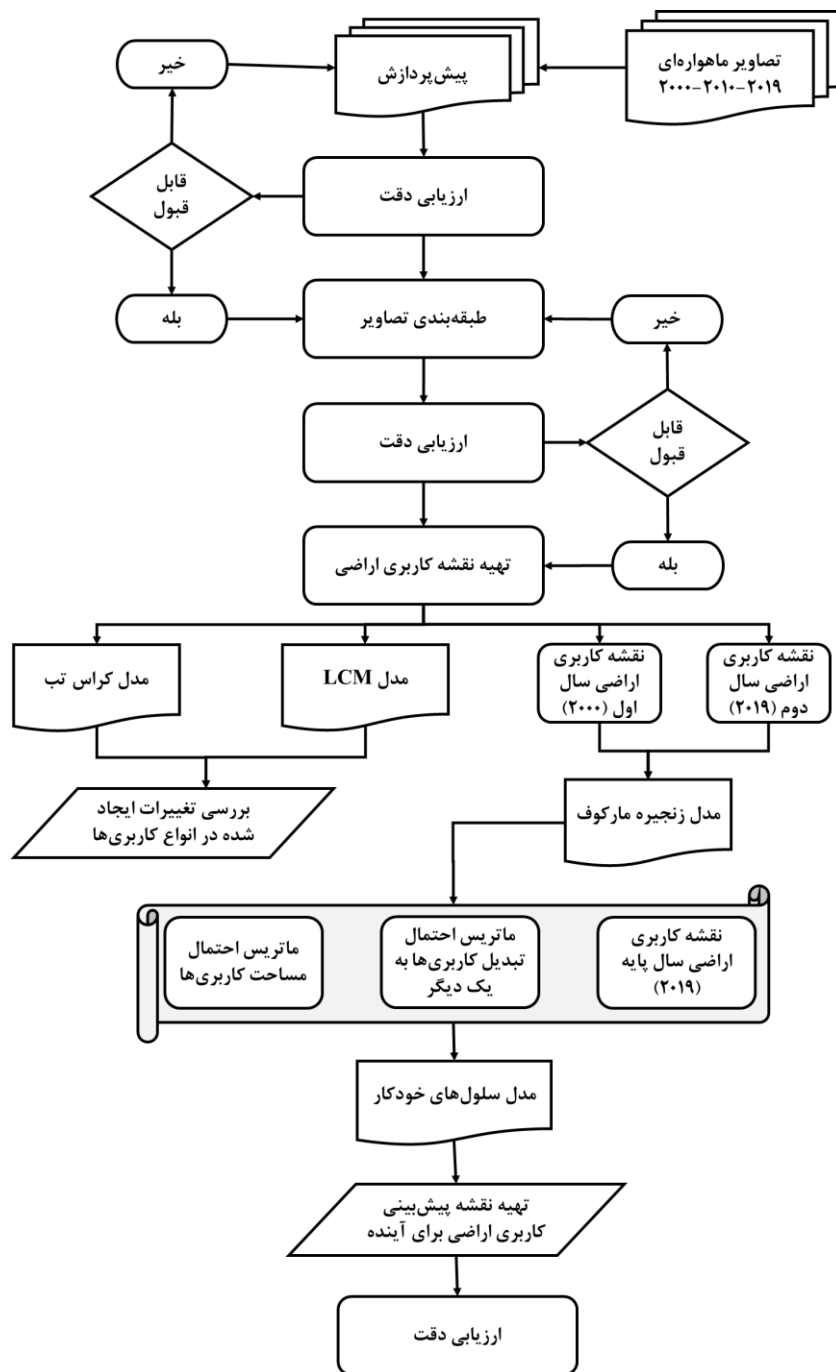 تصاویر ماهواره‌ای
۲۰۰۰-۲۰۱۰-۲۰۱۹
پیش‌پردازش
خیر
قابل
قبول
ارزیابی دقت
بله
طبقه‌بندی تصاویر
خیر
ارزیابی دقت
قابل
قبول
تهیه نقشه کاربری اراضی
بله
نقشه کاربری
اراضی سال
دوم (۲۰۱۹)
نقشه کاربری
اراضی سال
اول (۲۰۰۰)
مدل LCM
مدل کراس تب
مدل زنجیره مارکوف
بررسی تغییرات ایجاد
شده در انواع کاربری‌ها
نقشه کاربری
اراضی سال پایه
(۲۰۱۹)
ماتریس احتمال
تبدیل کاربری‌ها به
یک دیگر
ماتریس احتمال
مساحت کاربری‌ها
مدل سلول‌های خودکار
تهیه نقشه پیش‌بینی
کاربری اراضی برای آینده
ارزیابی دقت